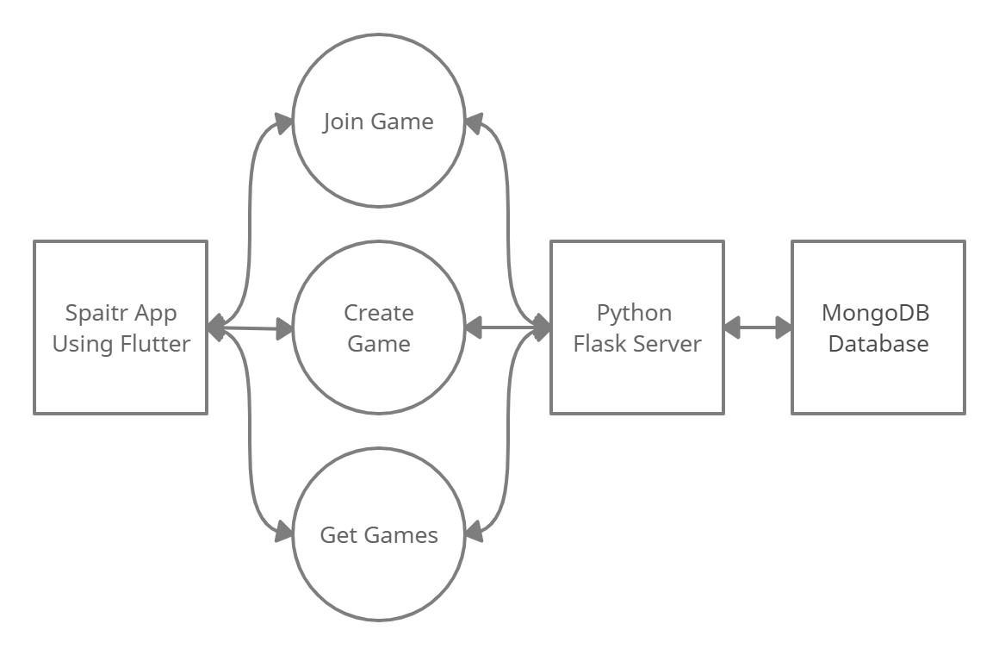 Join Game
Spaitr App
Using Flutter
Create
Game
Python
Flask Server
MongoDB
Database
Get Games